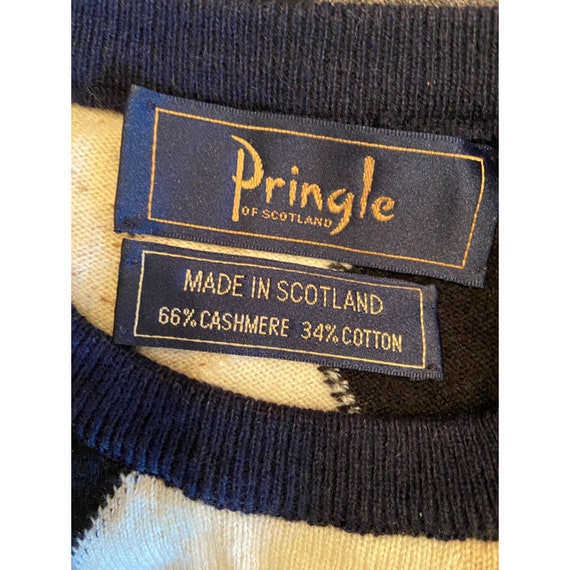 Pringle
OF SCOTLAND
MADE IN SCOTLAND
66% CASHMERE 34% COTTON